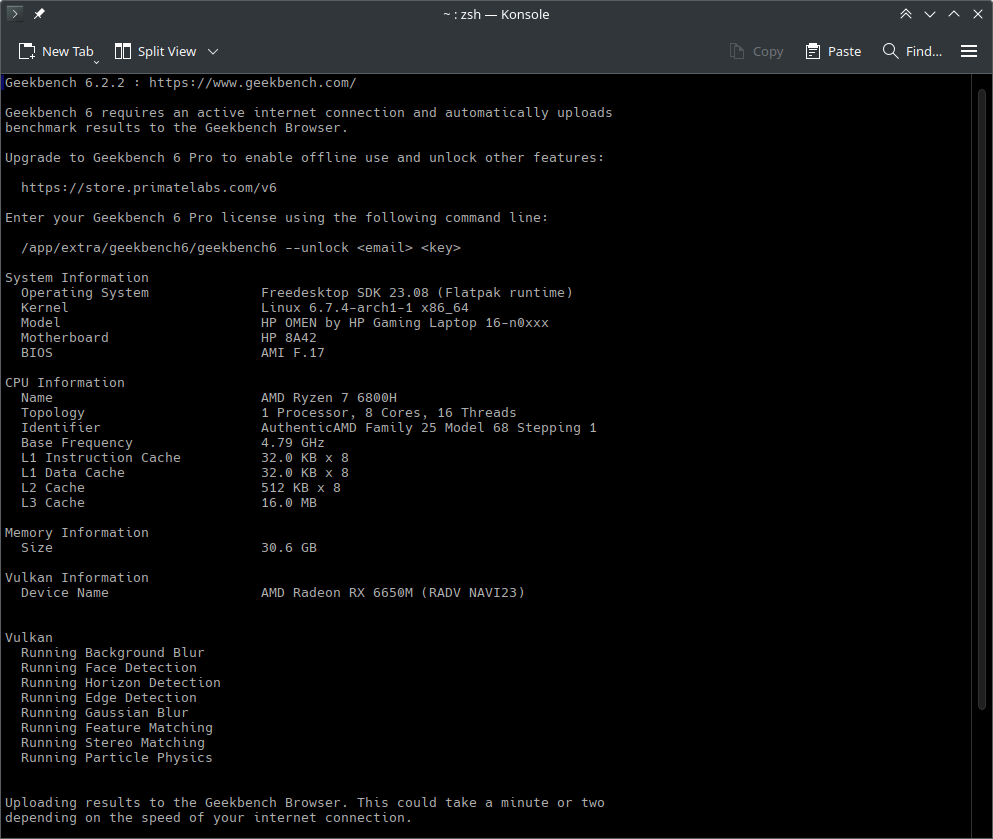 ~ : zsh — Konsole
New Tab Split View Copy Paste Find...
Geekbench 6.2.2 : https://www.geekbench.com/
Geekbench 6 requires an active internet connection and automatically uploads
benchmark results to the Geekbench Browser.
Upgrade to Geekbench 6 Pro to enable offline use and unlock other features:
https://store.primatelabs.com/v6
Enter your Geekbench 6 Pro license using the following command line:
/app/extra/geekbench6/geekbench6 --unlock <email> <key>
System Information
Operating System Freedesktop SDK 23.08 (Flatpak runtime)
Kernel Linux 6.7.4-arch1-1 x86_64
Model HP OMEN by HP Gaming Laptop 16-n0xxx
Motherboard HP 8A42
BIOS AMI F.17
CPU Information
Name AMD Ryzen 7 6800H
Topology 1 Processor, 8 Cores, 16 Threads
Identifier AuthenticAMD Family 25 Model 68 Stepping 1
Base Frequency 4.79 GHz
L1 Instruction Cache 32.0 KB x 8
L1 Data Cache 32.0 KB x 8
L2 Cache 512 KB x 8
L3 Cache 16.0 MB
Memory Information
Size 30.6 GB
Vulkan Information
Device Name AMD Radeon RX 6650M (RADV NAVI23)
Vulkan
Running Background Blur
Running Face Detection
Running Horizon Detection
Running Edge Detection
Running Gaussian Blur
Running Feature Matching
Running Stereo Matching
Running Particle Physics
Uploading results to the Geekbench Browser. This could take a minute or two
depending on the speed of your internet connection.